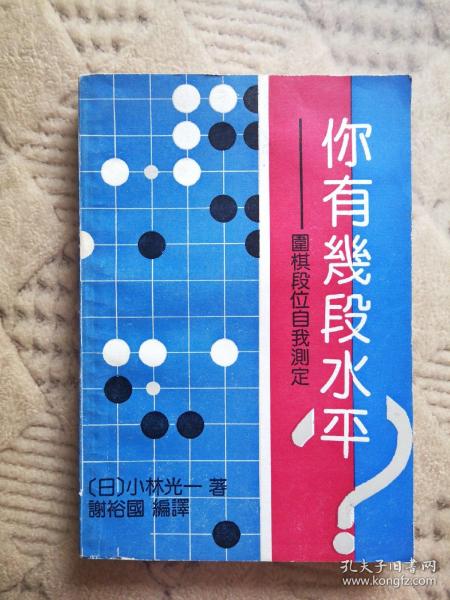 你有幾段水平?
——圍棋段位自我測定
〔日〕小林光一 著
謝裕國 編譯
孔夫子旧书网
www.kongfz.com